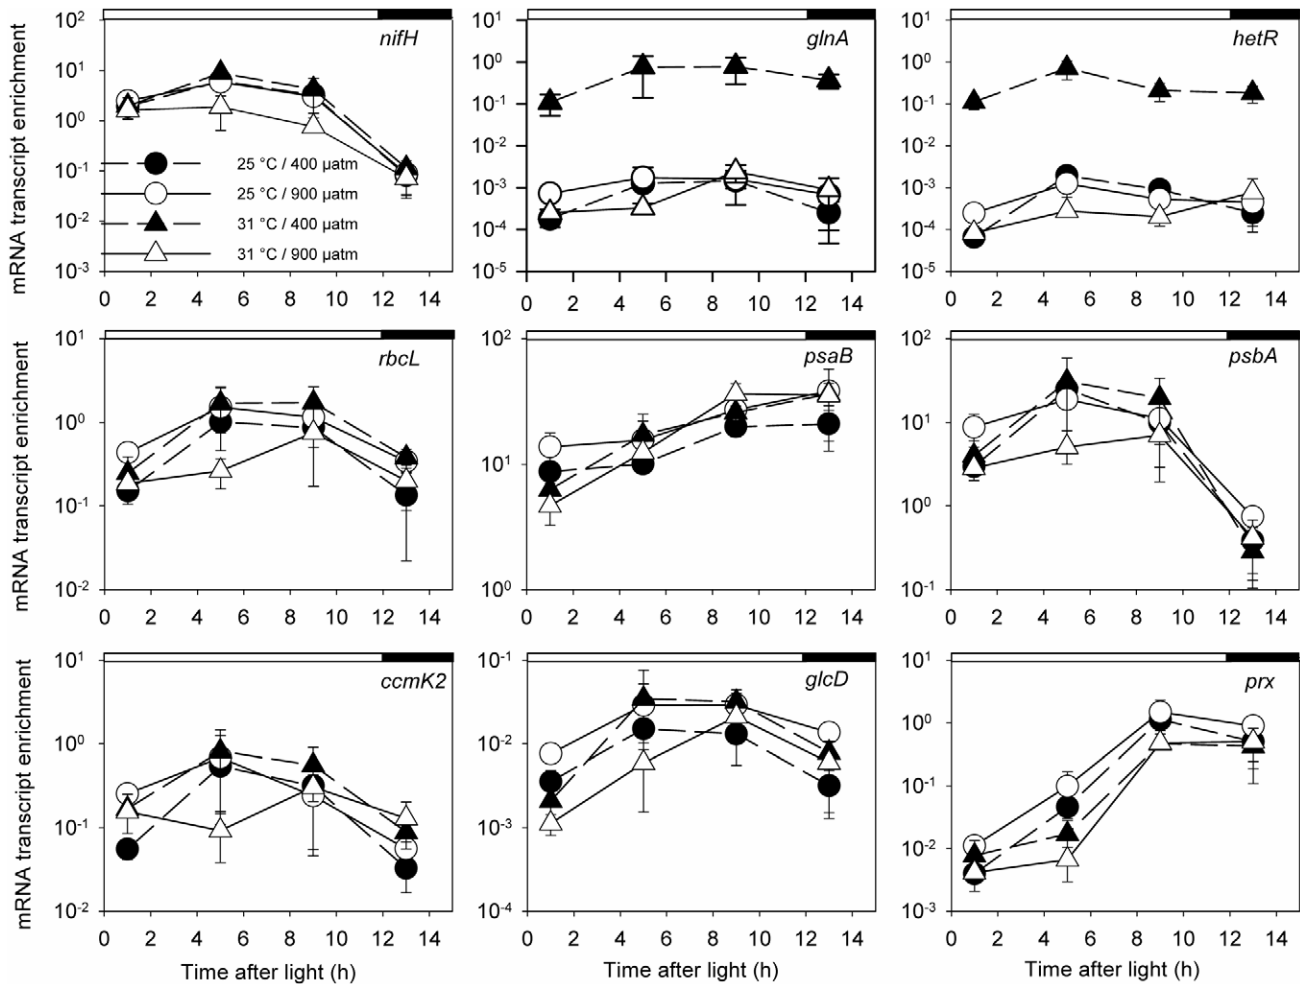 mRNA transcript enrichment
10² 10¹ 10⁰ 10⁻¹ 10⁻² 10⁻³
nifH
25 °C / 400 µatm
25 °C / 900 µatm
31 °C / 400 µatm
31 °C / 900 µatm
0 2 4 6 8 10 12 14
10¹ 10⁰ 10⁻¹ 10⁻² 10⁻³ 10⁻⁴ 10⁻⁵
glnA
0 2 4 6 8 10 12 14
10¹ 10⁰ 10⁻¹ 10⁻² 10⁻³ 10⁻⁴ 10⁻⁵
hetR
0 2 4 6 8 10 12 14
mRNA transcript enrichment
10¹ 10⁰ 10⁻¹ 10⁻²
rbcL
0 2 4 6 8 10 12 14
10² 10¹ 10⁰
psaB
0 2 4 6 8 10 12 14
10² 10¹ 10⁰ 10⁻¹
psbA
0 2 4 6 8 10 12 14
mRNA transcript enrichment
10¹ 10⁰ 10⁻¹ 10⁻²
ccmK2
0 2 4 6 8 10 12 14
Time after light (h)
10⁻¹ 10⁻² 10⁻³ 10⁻⁴
glcD
0 2 4 6 8 10 12 14
Time after light (h)
10¹ 10⁰ 10⁻¹ 10⁻² 10⁻³
prx
0 2 4 6 8 10 12 14
Time after light (h)